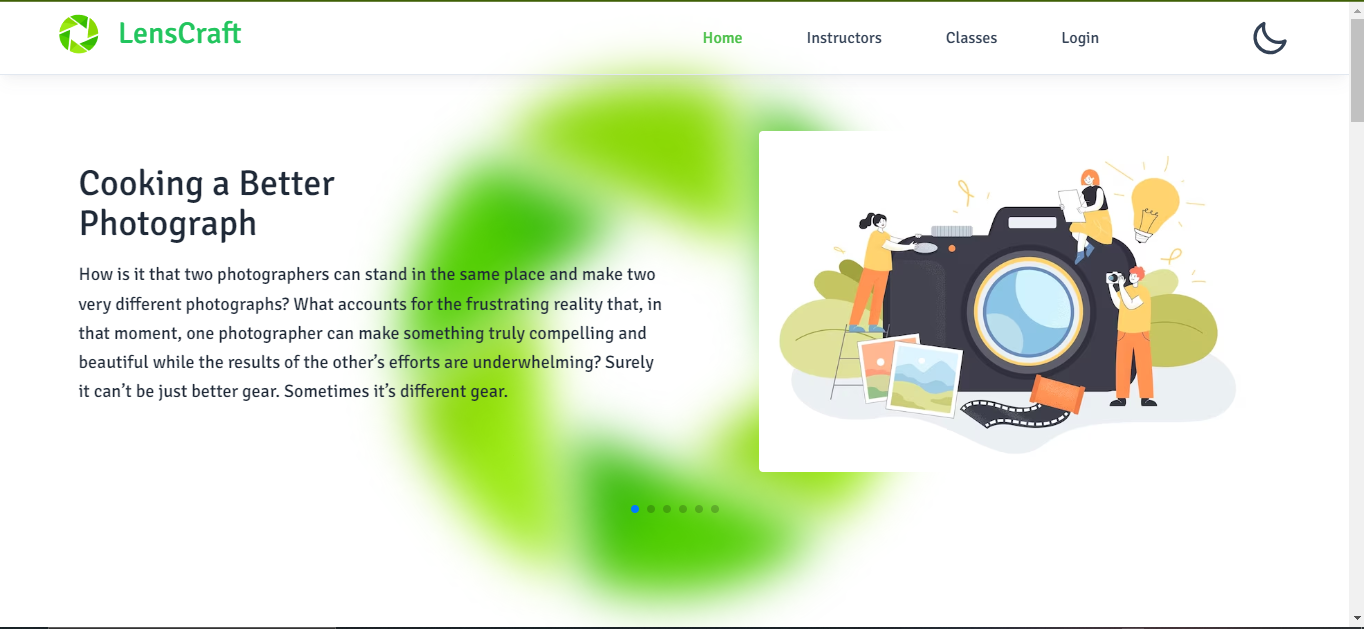 LensCraft
Home
Instructors
Classes
Login
Cooking a Better
Photograph
How is it that two photographers can stand in the same place and make two
very different photographs? What accounts for the frustrating reality that, in
that moment, one photographer can make something truly compelling and
beautiful while the results of the other’s efforts are underwhelming? Surely
it can’t be just better gear. Sometimes it’s different gear.